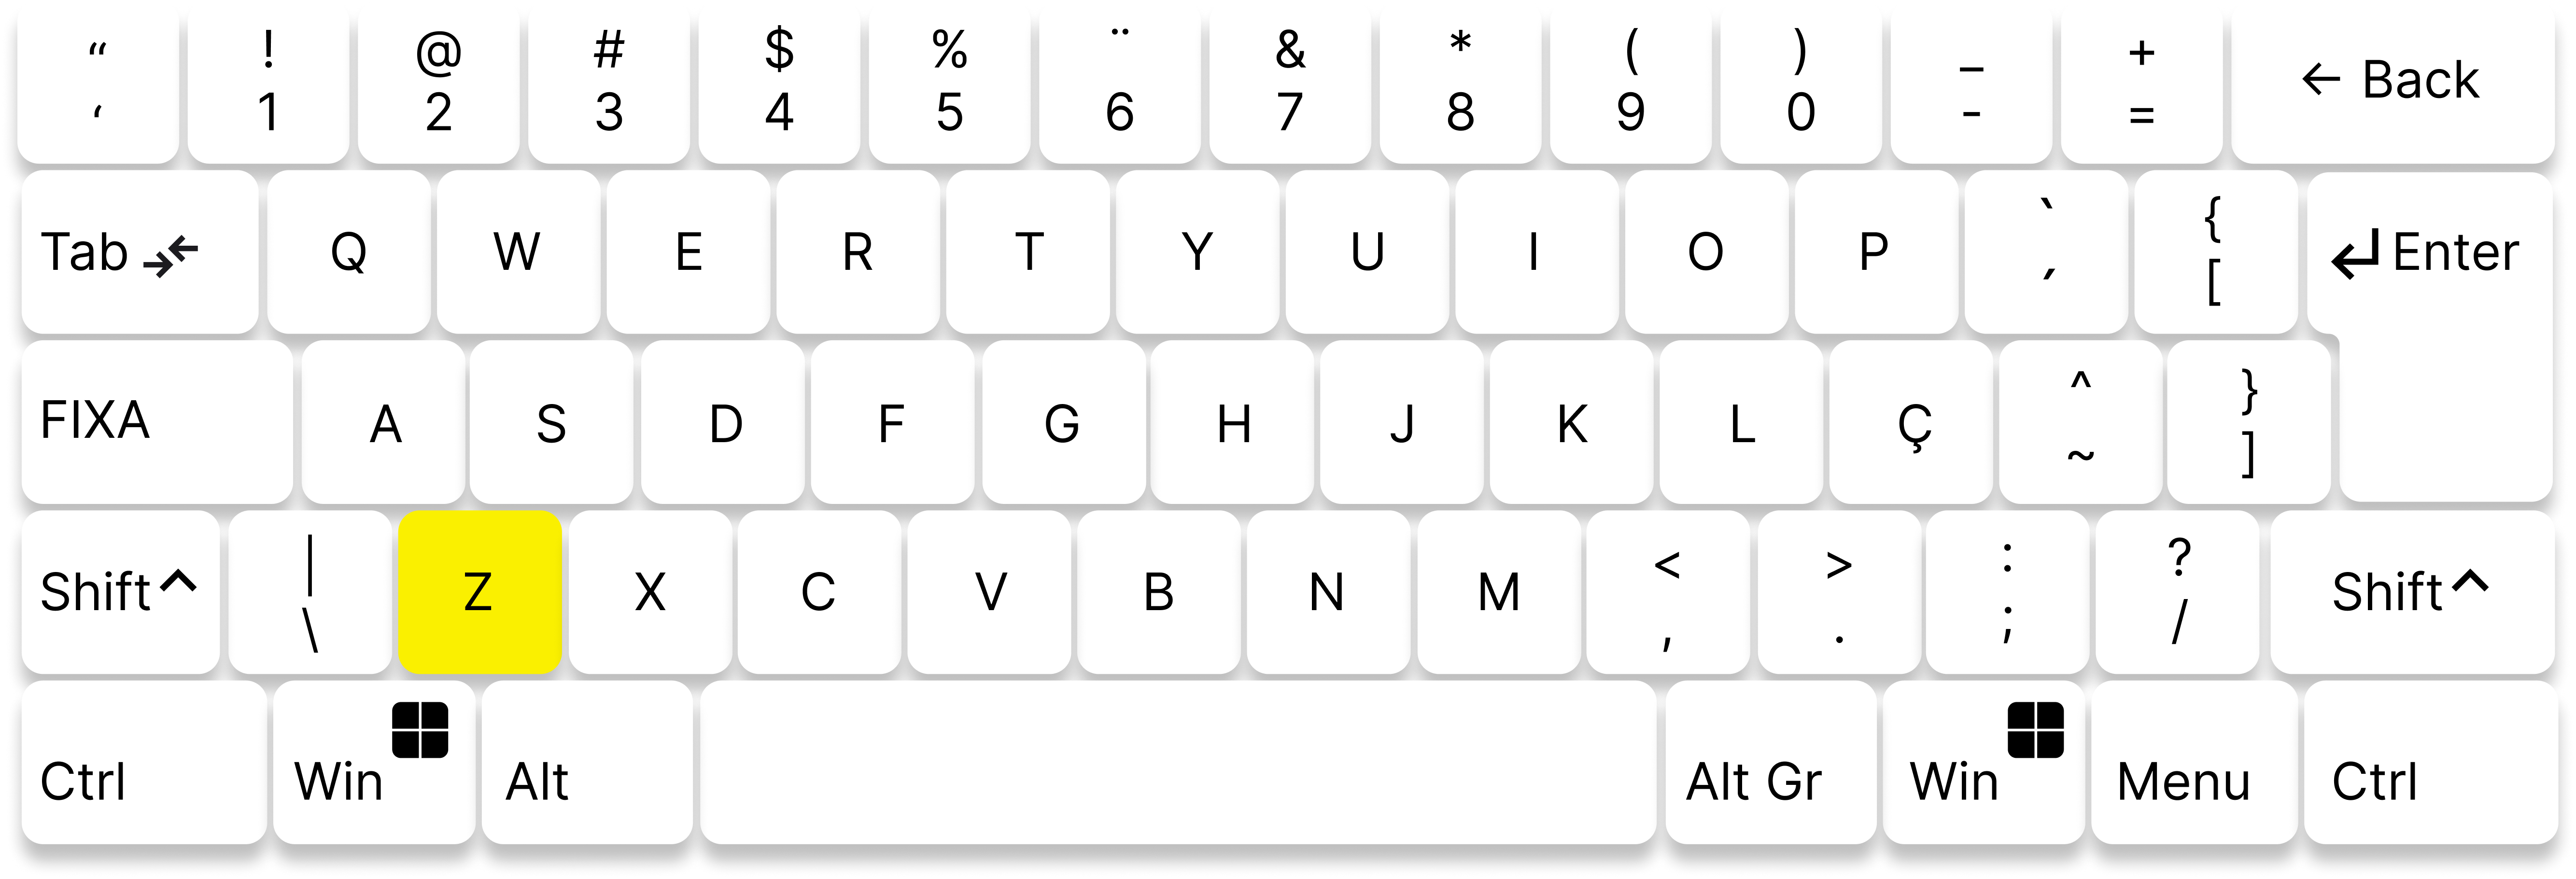 “ ! @ # $ % ¨ & * ( ) _ + ← Back
‘ 1 2 3 4 5 6 7 8 9 0 - =
Tab Q W E R T Y U I O P ` { Enter
´ [
FIXA A S D F G H J K L Ç ^ }
~ ]
Shift | Z X C V B N M < > : ? Shift
\ , . ; /
Ctrl Win Alt Alt Gr Win Menu Ctrl